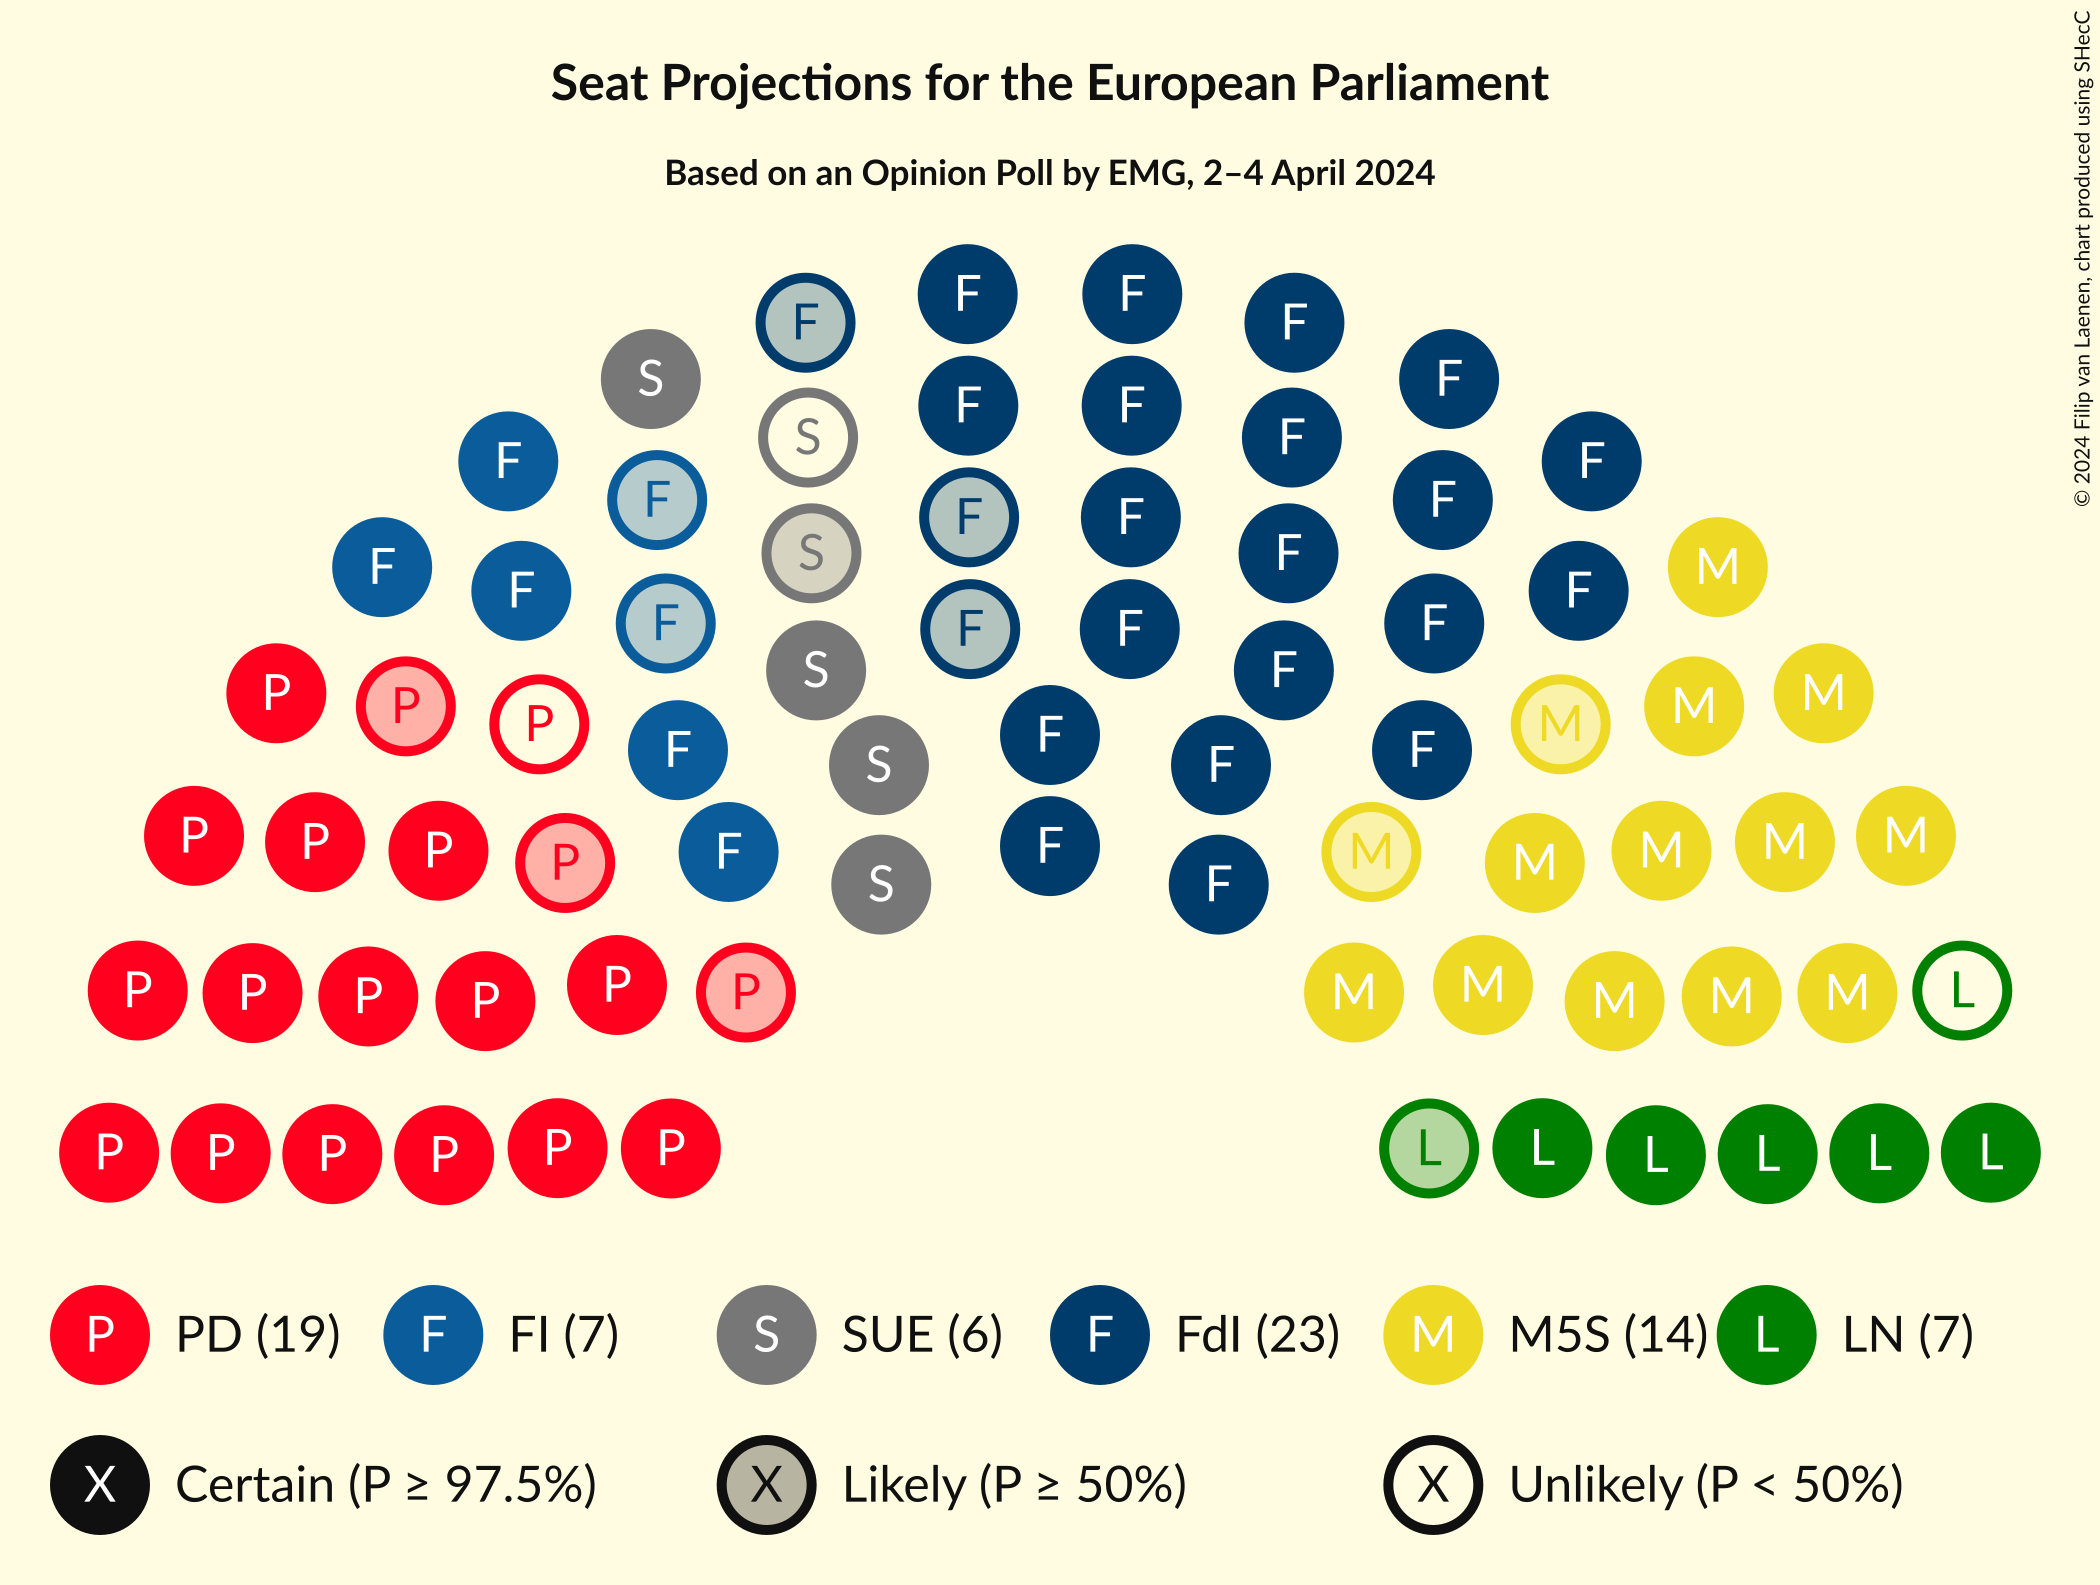 Seat Projections for the European Parliament
Based on an Opinion Poll by EMG, 2–4 April 2024
© 2024 Filip van Laenen, chart produced using SHecC
F F
F F
S F
F F F
S F
F F
F F
F F
S F F F
F M
F F
F F
S F
P P M M
P F F M
S F
F F
P P P P M M M M
F F M
S F
P P P P P P M M M M M L
P P P P P P L L L L L L
P PD (19) F FI (7) S SUE (6) F FdI (23) M M5S (14) L LN (7)
X Certain (P ≥ 97.5%) X Likely (P ≥ 50%) X Unlikely (P < 50%)